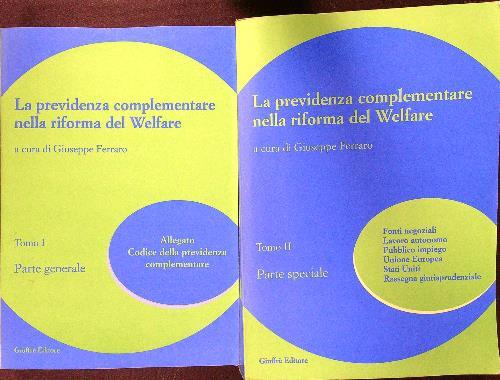 La previdenza complementare
nella riforma del Welfare
a cura di Giuseppe Ferraro
Tomo I
Parte generale
Allegato
Codice della previdenza
complementare
Giuffrè Editore
La previdenza complementare
nella riforma del Welfare
a cura di Giuseppe Ferraro
Tomo II
Parte speciale
Fonti negoziali
Lavoro autonomo
Pubblico impiego
Unione Europea
Stati Uniti
Rassegna giurisprudenziale
Giuffrè Editore